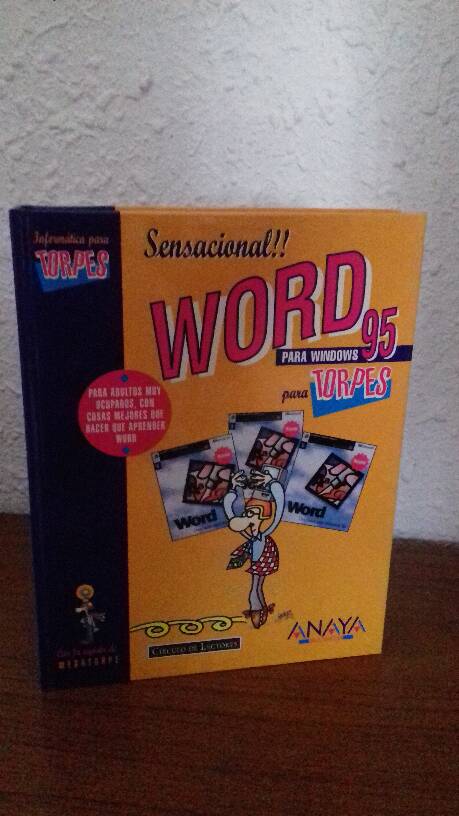 Informática para
TORPES
Sensacional!!
WORD 95
PARA WINDOWS
para TORPES
PARA ADULTOS MUY
OCUPADOS, CON
COSAS MEJORES QUE
HACER QUE APRENDER
WORD
Word
Word
ANAYA
CÍRCULO DE LECTORES
MEGATORPE